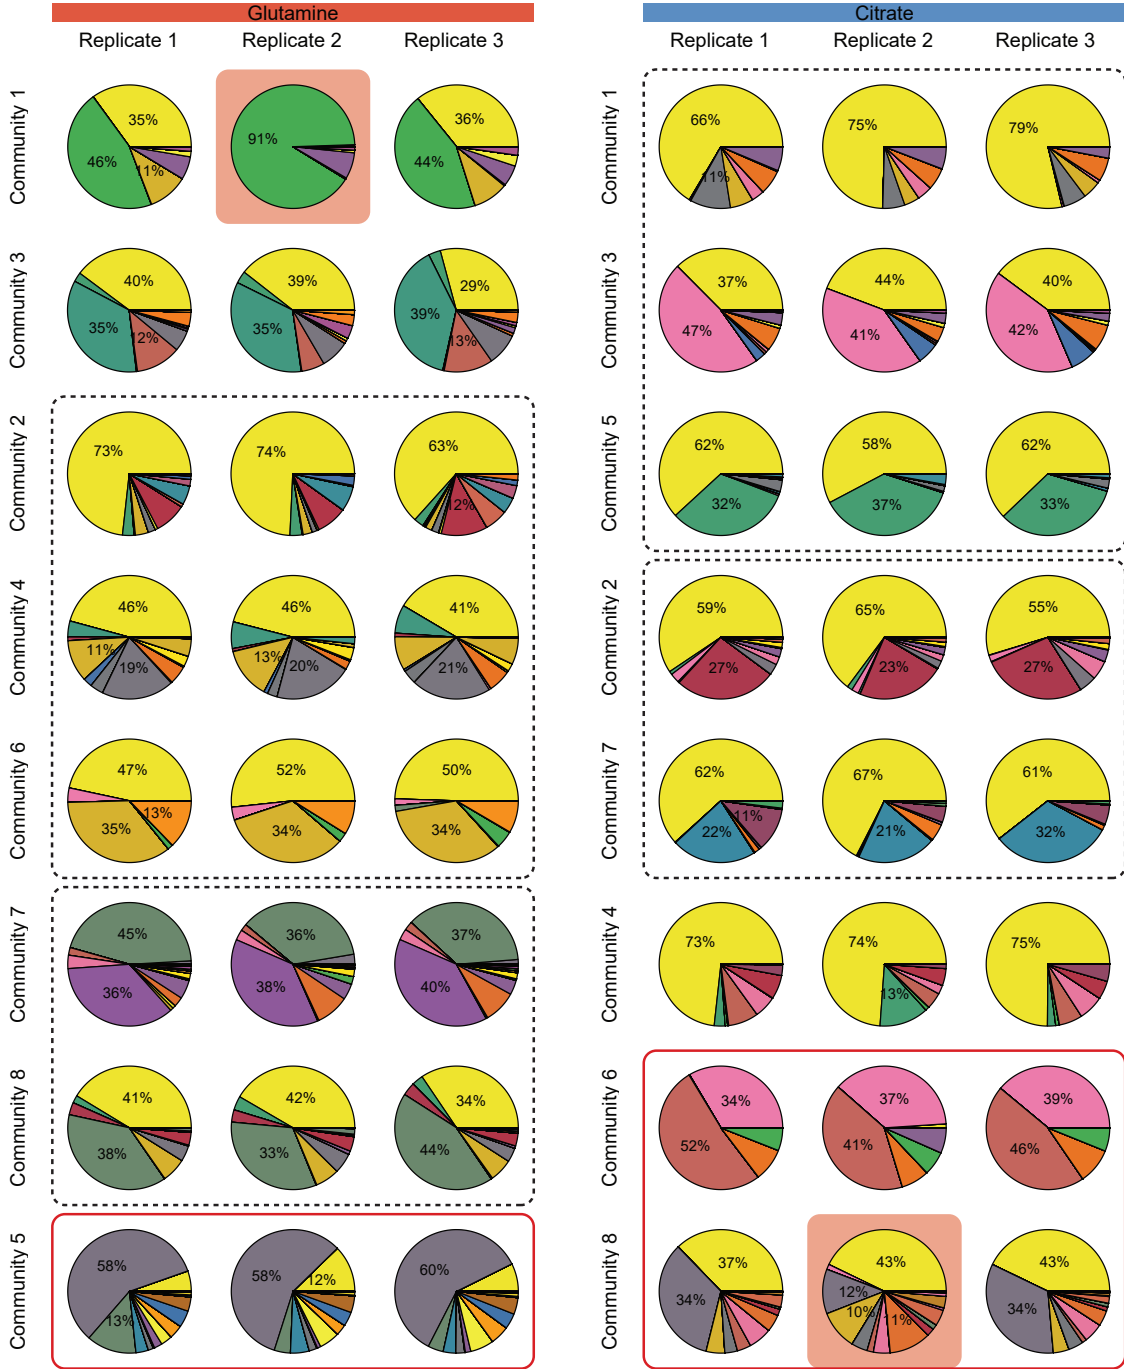 Glutamine Citrate
Replicate 1 Replicate 2 Replicate 3 Replicate 1 Replicate 2 Replicate 3
Community 1 35% 46% 11% 91% 36% 44% Community 1 66% 11% 75% 79%
Community 3 40% 35% 12% 39% 35% 29% 39% 13% Community 3 37% 47% 44% 41% 40% 42%
Community 2 73% 74% 63% 12% Community 5 62% 32% 58% 37% 62% 33%
Community 4 46% 11% 19% 46% 13% 20% 41% 21% Community 2 59% 27% 65% 23% 55% 27%
Community 6 47% 13% 35% 52% 34% 50% 34% Community 7 62% 11% 22% 67% 21% 61% 32%
Community 7 45% 36% 36% 38% 37% 40% Community 4 73% 74% 13% 75%
Community 8 41% 38% 42% 33% 34% 44% Community 6 34% 52% 37% 41% 39% 46%
Community 5 58% 13% 58% 12% 60% Community 8 37% 34% 43% 12% 10% 11% 43% 34%